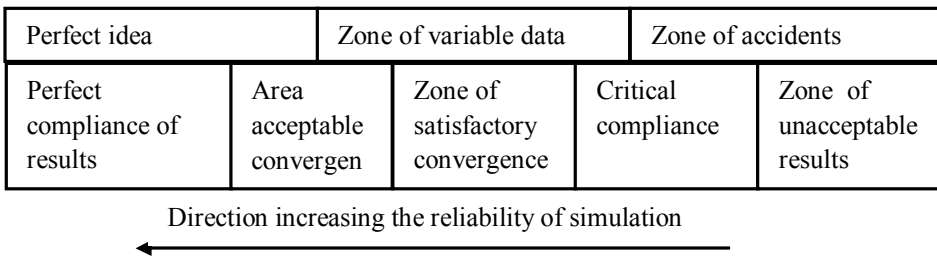 Perfect idea
Zone of variable data
Zone of accidents
Perfect
compliance of
results
Area
acceptable
convergen
Zone of
satisfactory
convergence
Critical
compliance
Zone of
unacceptable
results
Direction increasing the reliability of simulation